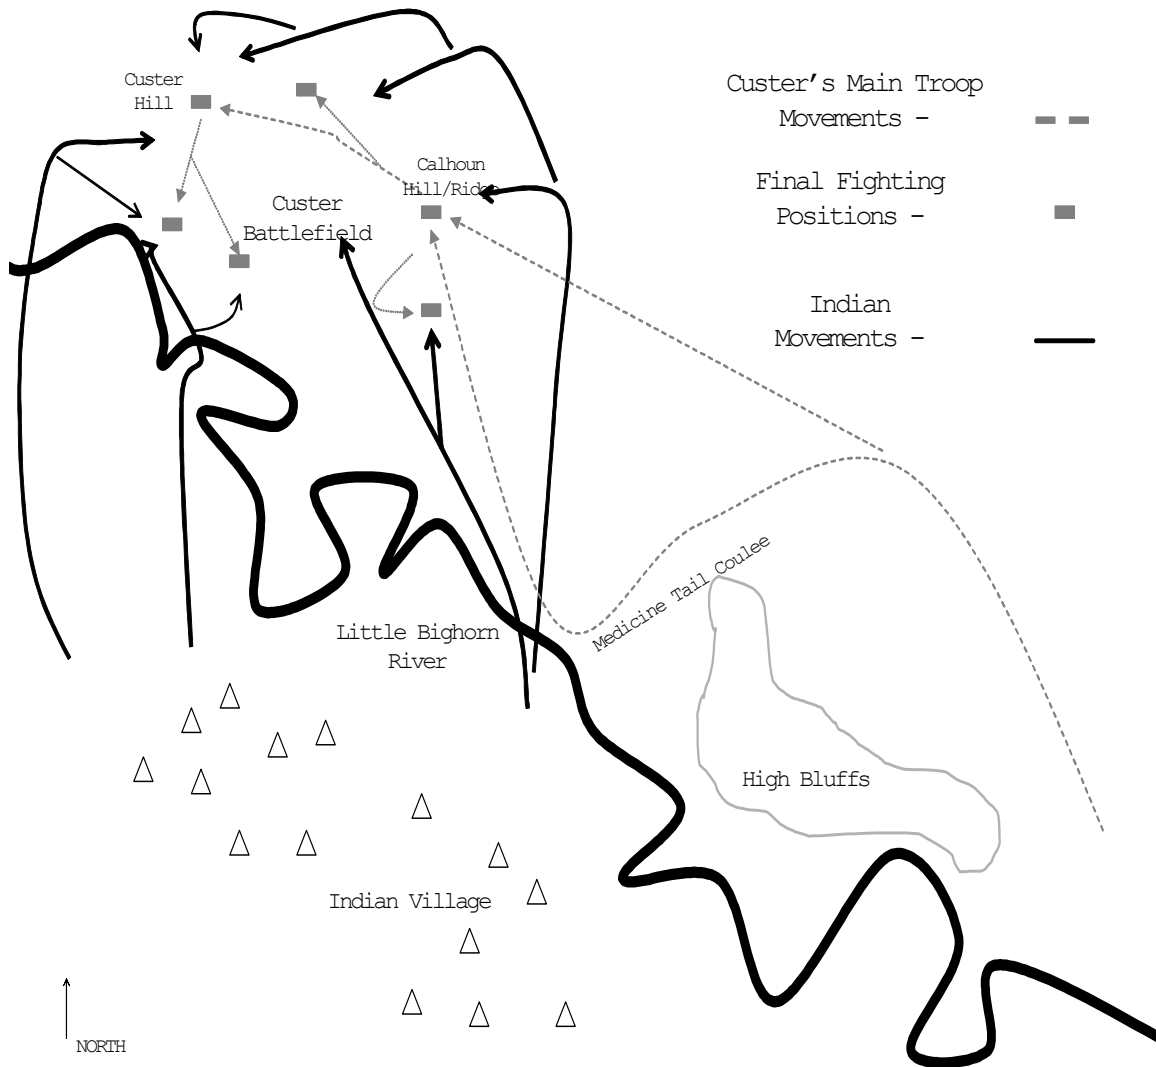 Custer's Main Troop
Movements –
Final Fighting
Positions –
Indian
Movements –
Custer
Hill
Calhoun
Hill/Ridge
Custer
Battlefield
Medicine Tail Coulee
Little Bighorn
River
High Bluffs
Indian Village
NORTH